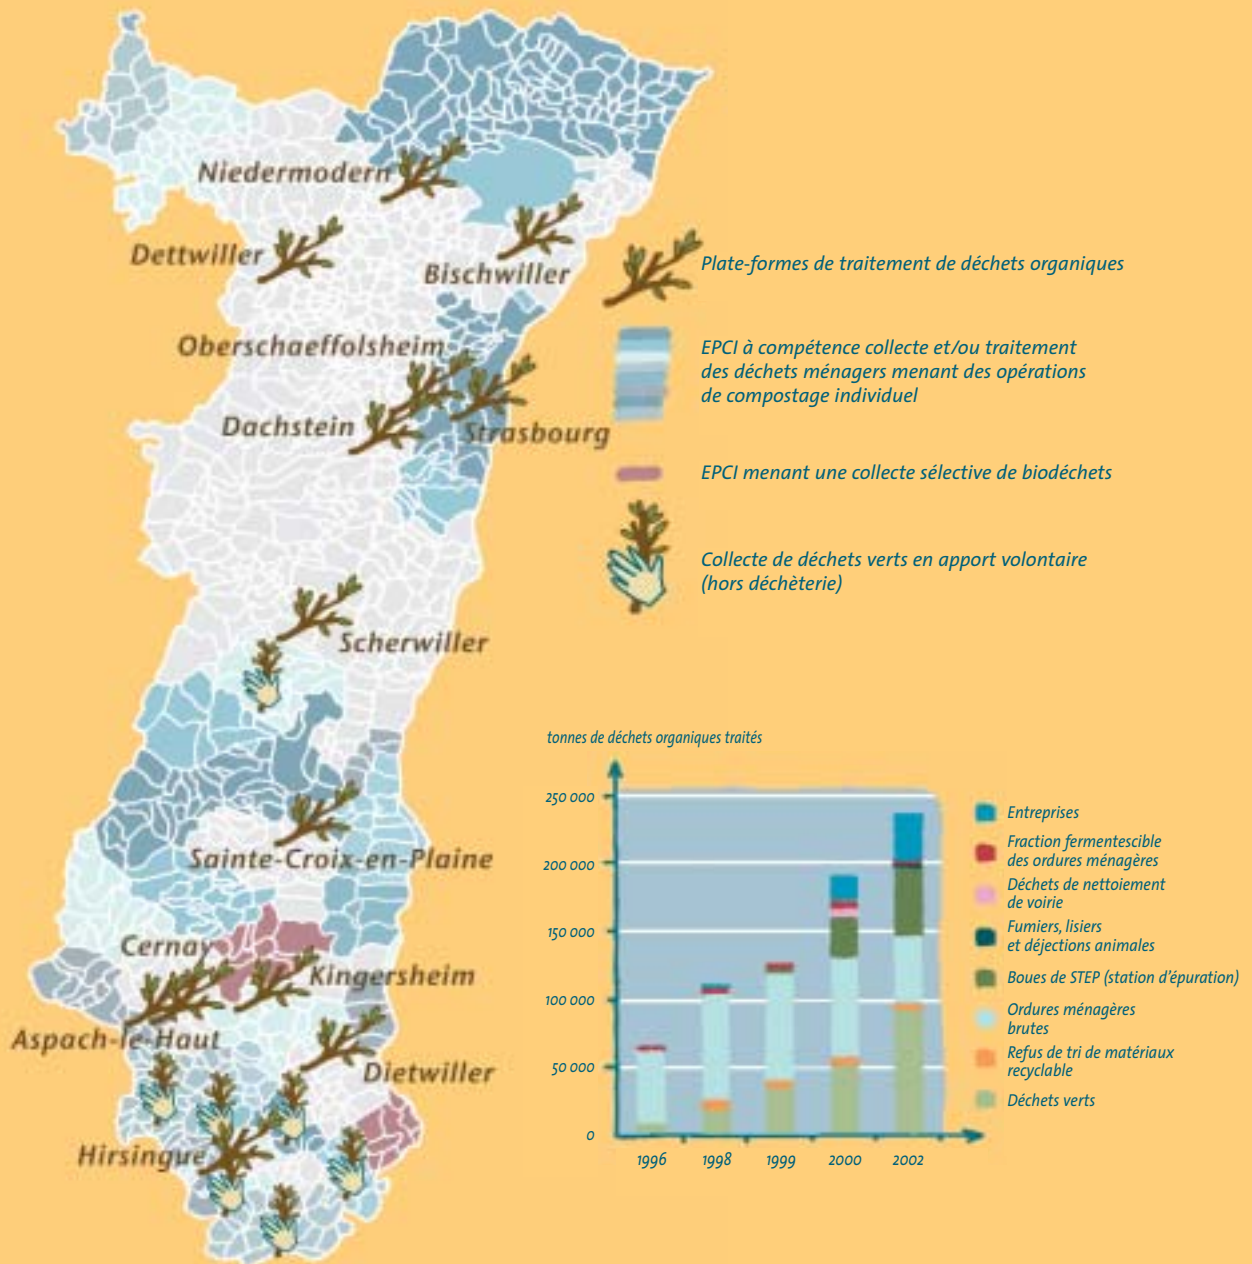 Niedermodern
Dettwiller
Bischwiller
Oberschaeffolsheim
Dachstein
Strasbourg
Scherwiller
Sainte-Croix-en-Plaine
Cernay
Kingersheim
Aspach-le-Haut
Dietwiller
Hirsingue
Plate-formes de traitement de déchets organiques
EPCI à compétence collecte et/ou traitement
des déchets ménagers menant des opérations
de compostage individuel
EPCI menant une collecte sélective de biodéchets
Collecte de déchets verts en apport volontaire
(hors déchèterie)
tonnes de déchets organiques traités
250 000
200 000
150 000
100 000
50 000
0
1996 1998 1999 2000 2002
Entreprises
Fraction fermentescible
des ordures ménagères
Déchets de nettoiement
de voirie
Fumiers, lisiers
et déjections animales
Boues de STEP (station d'épuration)
Ordures ménagères
brutes
Refus de tri de matériaux
recyclable
Déchets verts